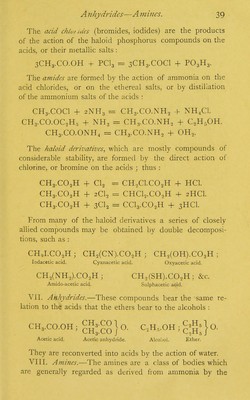 Anhydrides—Amines. 39
The acid chlorides (bromides, iodides) are the products
of the action of the haloid phosphorus compounds on the
acids, or their metallic salts :
3CH₃.CO.OH + PCl₃ = 3CH₃.COCl + PO₃H₃.
The amides are formed by the action of ammonia on the
acid chlorides, or on the ethereal salts, or by distillation
of the ammonium salts of the acids :
CH₃.COCl + 2NH₃ = CH₃.CO.NH₂ + NH₄Cl.
CH₃.CO.OC₂H₅ + NH₃ = CH₃.CO.NH₂ + C₂H₅OH.
CH₃.CO.ONH₄ = CH₃.CO.NH₂ + OH₂.
The haloid derivatives, which are mostly compounds of
considerable stability, are formed by the direct action of
chlorine, or bromine on the acids ; thus :
CH₃.CO₂H + Cl₂ = CH₂Cl.CO₂H + HCl.
CH₃.CO₂H + 2Cl₂ = CHCl₂.CO₂H + 2HCl.
CH₃.CO₂H + 3Cl₂ = CCl₃.CO₂H + 3HCl.
From many of the haloid derivatives a series of closely
allied compounds may be obtained by double decomposi-
tions, such as :
CH₂I.CO₂H ; CH₂(CN).CO₂H ; CH₂(OH).CO₂H ;
Iodacetic acid. Cyanacetic acid. Oxyacetic acid.
CH₂(NH₂).CO₂H ; CH₂(SH).CO₂H ; &c.
Amido-acetic acid. Sulphacetic acid.
VII. Anhydrides.—These compounds bear the same re-
lation to the acids that the ethers bear to the alcohols :
CH₃.CO.OH ; CH₃.CO } O. C₂H₅.OH ; C₂H₅ } O.
CH₃.CO C₂H₅
Acetic acid. Acetic anhydride. Alcohol. Ether.
They are reconverted into acids by the action of water.
VIII. Amines.—The amines are a class of bodies which
are generally regarded as derived from ammonia by the